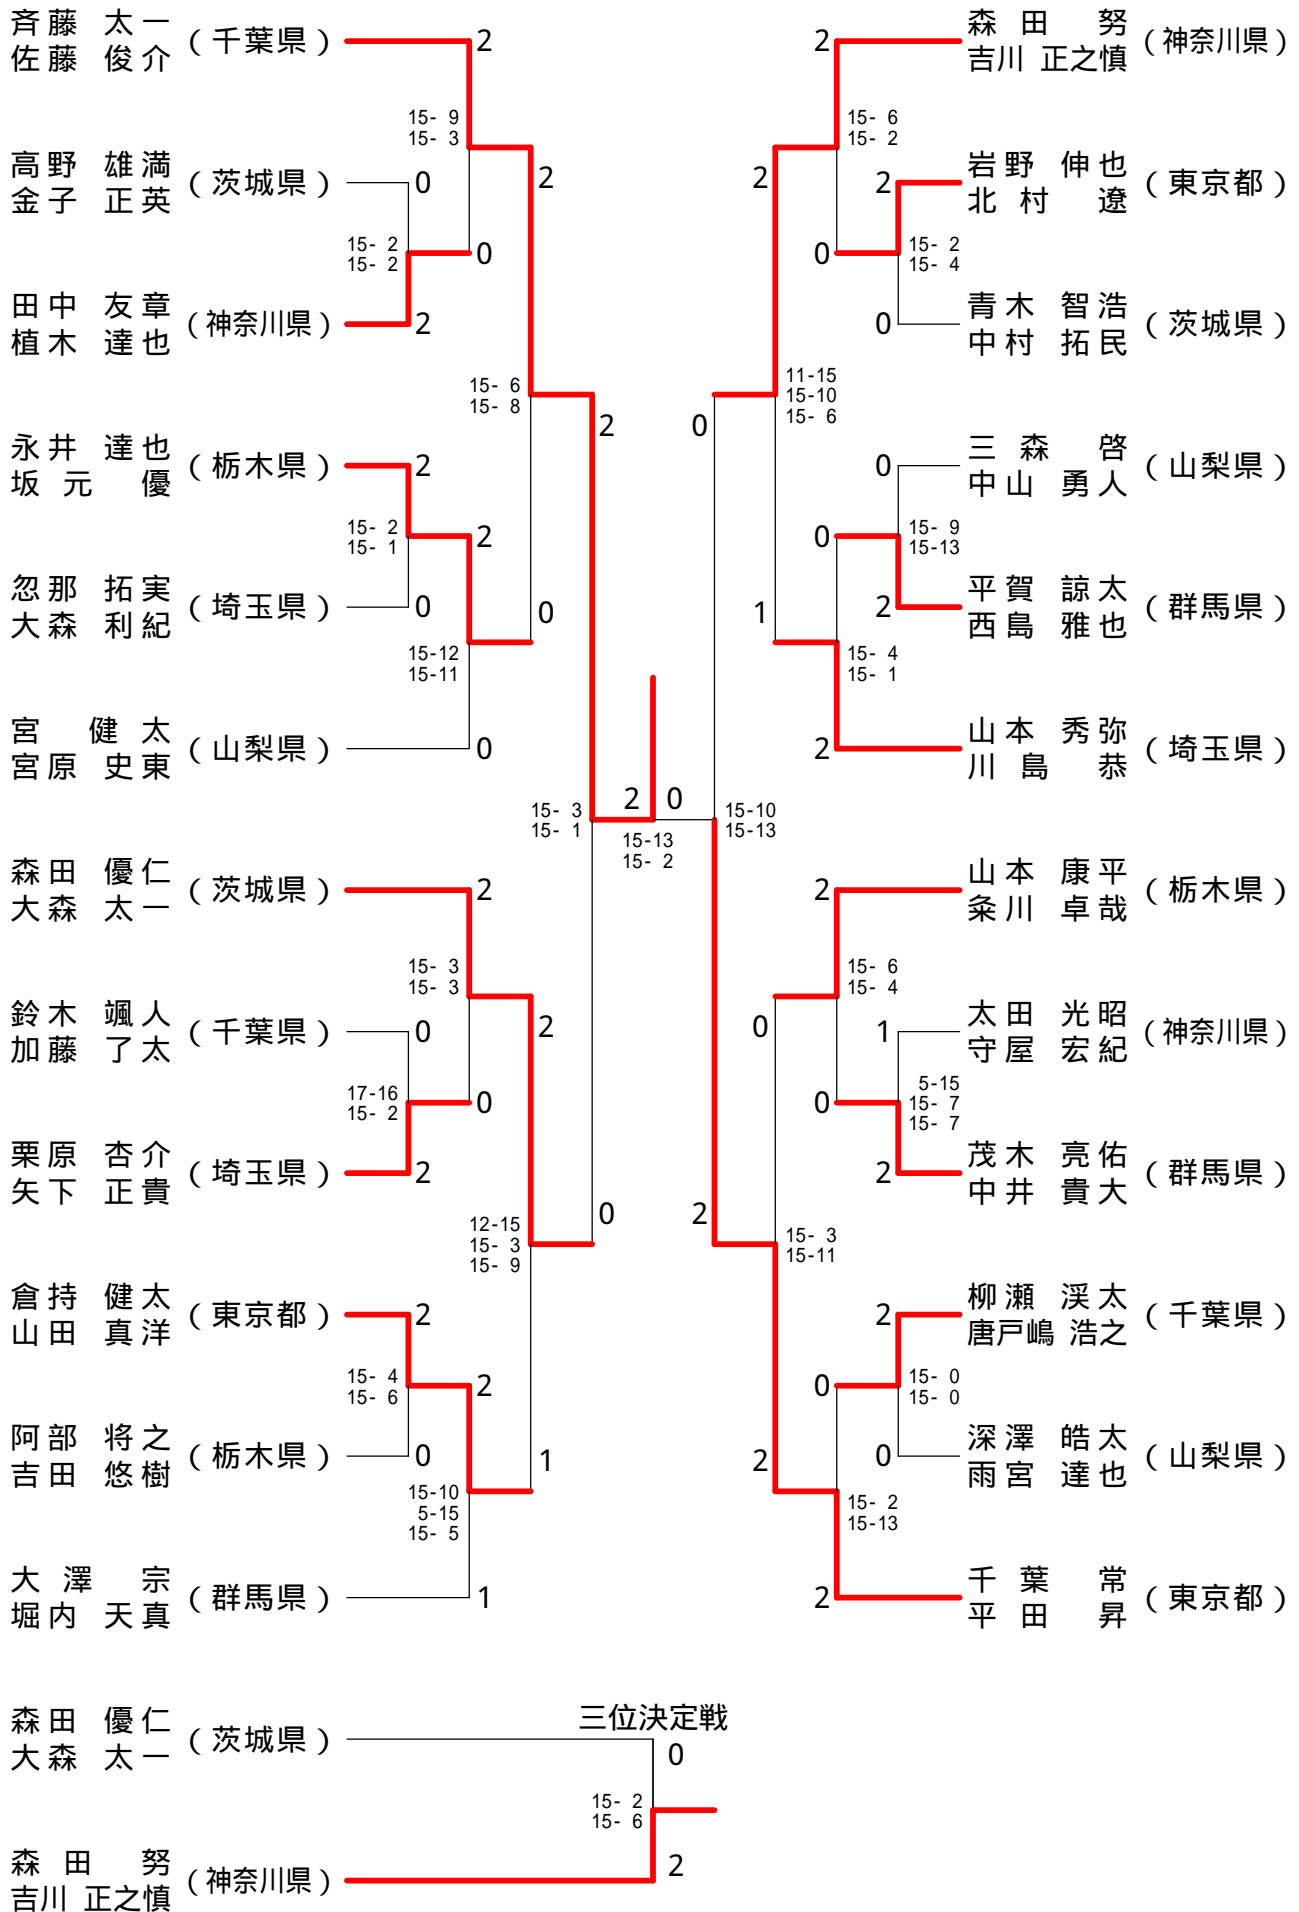 斉藤 太一
佐藤 俊介
(千葉県)
2
15- 9
15- 3
高野 雄満
金子 正英
(茨城県)
0
2
15- 2
15- 2
0
田中 友章
植木 達也
(神奈川県)
2
15- 6
15- 8
2
永井 達也
坂元 優
(栃木県)
2
15- 2
15- 1
2
忽那 拓実
大森 利紀
(埼玉県)
0
0
15-12
15-11
宮 健太
宮原 史東
(山梨県)
0
15- 3
15- 1
2
0
15-13
15- 2
森田 優仁
大森 太一
(茨城県)
2
15- 3
15- 3
鈴木 颯人
加藤 了太
(千葉県)
0
2
17-16
15- 2
0
栗原 杏介
矢下 正貴
(埼玉県)
2
12-15
15- 3
15- 9
0
倉持 健太
山田 真洋
(東京都)
2
15- 4
15- 6
2
阿部 将之
吉田 悠樹
(栃木県)
0
1
15-10
5-15
15- 5
大澤 宗
堀内 天真
(群馬県)
1
2
森田 努
吉川 正之慎
(神奈川県)
15- 6
15- 2
2
2
岩野 伸也
北村 遼
(東京都)
0
15- 2
15- 4
0
青木 智浩
中村 拓民
(茨城県)
0
11-15
15-10
15- 6
0
三森 啓
中山 勇人
(山梨県)
0
15- 9
15-13
1
2
平賀 諒太
西島 雅也
(群馬県)
15- 4
15- 1
2
山本 秀弥
川島 恭
(埼玉県)
15-10
15-13
2
山本 康平
粂川 卓哉
(栃木県)
15- 6
15- 4
0
1
太田 光昭
守屋 宏紀
(神奈川県)
0
5-15
15- 7
15- 7
2
茂木 亮佑
中井 貴大
(群馬県)
2
15- 3
15-11
2
柳瀬 渓太
唐戸嶋 浩之
(千葉県)
0
15- 0
15- 0
2
0
深澤 皓太
雨宮 達也
(山梨県)
15- 2
15-13
2
千葉 常
平田 昇
(東京都)
三位決定戦
森田 優仁
大森 太一
(茨城県)
0
15- 2
15- 6
森田 努
吉川 正之慎
(神奈川県)
2